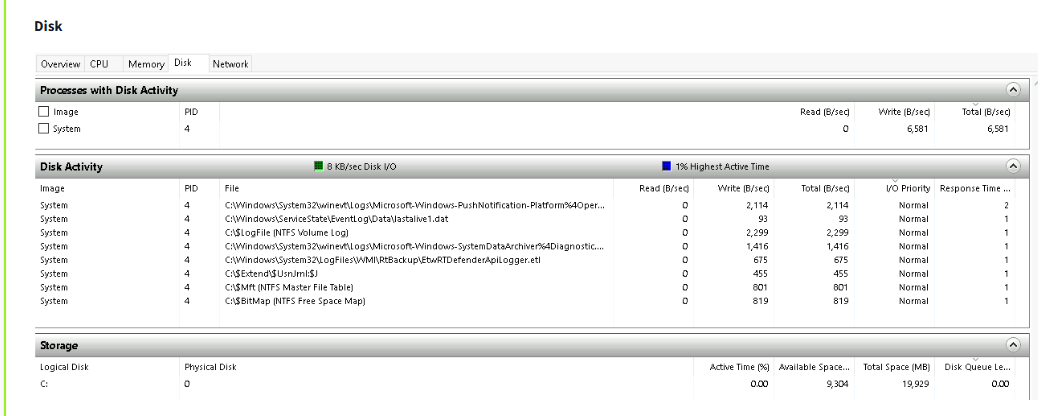 Disk
Overview CPU Memory Disk Network
Processes with Disk Activity
Image PID Read (B/sec) Write (B/sec) Total (B/sec)
System 4 0 6,581 6,581
Disk Activity 8 KB/sec Disk I/O 1% Highest Active Time
Image PID File Read (B/sec) Write (B/sec) Total (B/sec) I/O Priority Response Time ...
System 4 C:\Windows\System32\winevt\Logs\Microsoft-Windows-PushNotification-Platform%4Oper... 0 2,114 2,114 Normal 2
System 4 C:\Windows\ServiceState\EventLog\Data\lastalive1.dat 0 93 93 Normal 1
System 4 C:\$LogFile (NTFS Volume Log) 0 2,299 2,299 Normal 1
System 4 C:\Windows\System32\winevt\Logs\Microsoft-Windows-SystemDataArchiver%4Diagnostic.... 0 1,416 1,416 Normal 1
System 4 C:\Windows\System32\LogFiles\WMI\RtBackup\EtwRTDefenderApiLogger.etl 0 675 675 Normal 1
System 4 C:\$Extend\$UsnJrnl:$J 0 455 455 Normal 1
System 4 C:\$Mft (NTFS Master File Table) 0 801 801 Normal 1
System 4 C:\$BitMap (NTFS Free Space Map) 0 819 819 Normal 1
Storage
Logical Disk Physical Disk Active Time (%) Available Space... Total Space (MB) Disk Queue Le...
C: 0 0.00 9,304 19,929 0.00